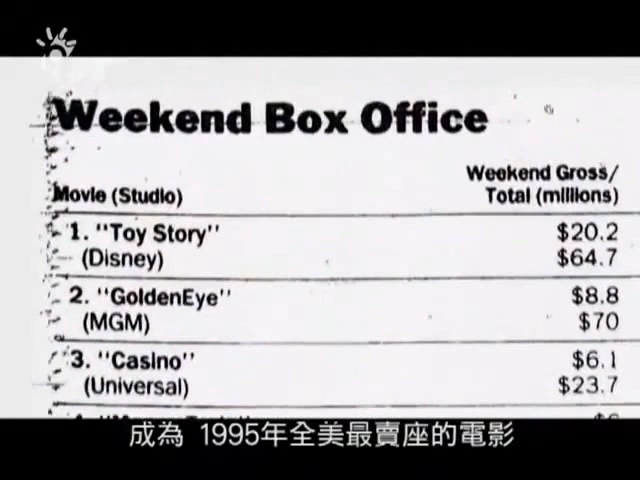 Weekend Box Office
Weekend Gross/
Movie (Studio) Total (millions)
1. "Toy Story" $20.2
(Disney) $64.7
2. "GoldenEye" $8.8
(MGM) $70
3. "Casino" $6.1
(Universal) $23.7
成為 1995年全美最賣座的電影